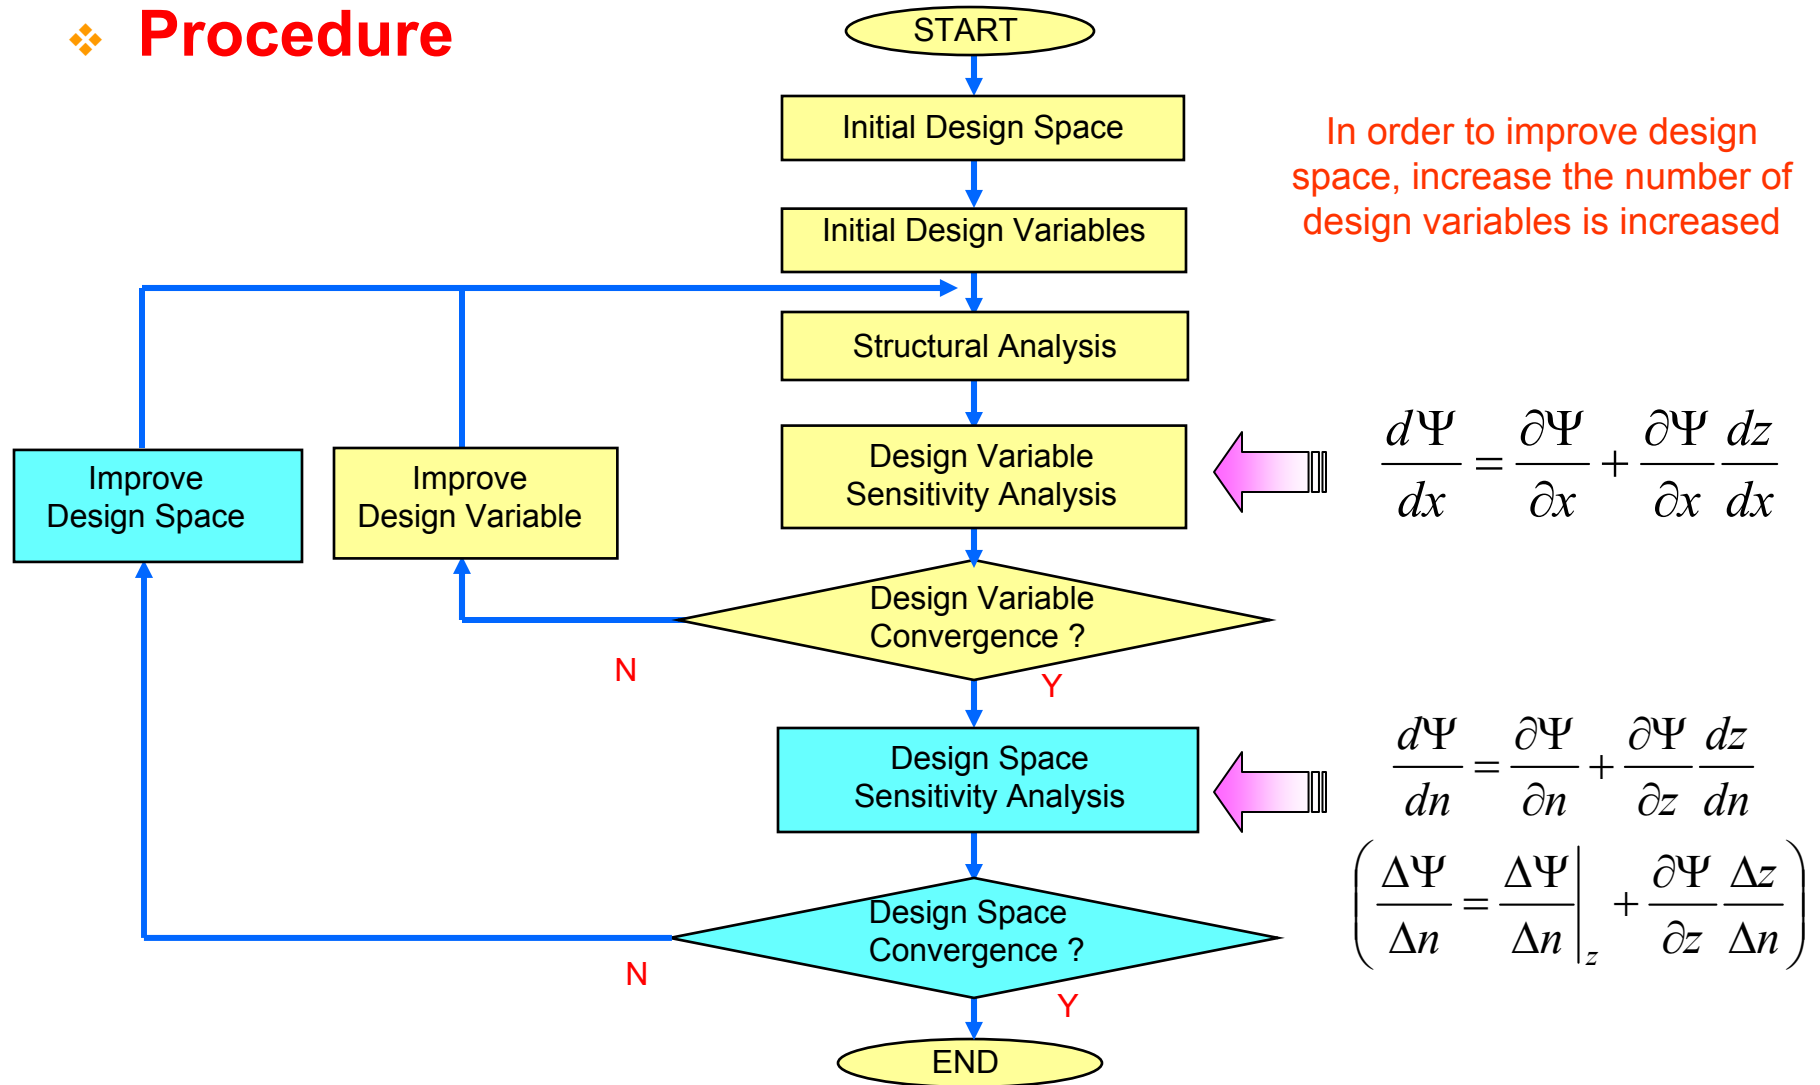 ❖ Procedure
START
Initial Design Space
In order to improve design
space, increase the number of
design variables is increased
Initial Design Variables
Structural Analysis
Design Variable
Sensitivity Analysis
dΨ/dx = ∂Ψ/∂x + ∂Ψ/∂x dz/dx
Improve
Design Space
Improve
Design Variable
Design Variable
Convergence ?
N
Y
Design Space
Sensitivity Analysis
dΨ/dn = ∂Ψ/∂n + ∂Ψ/∂z dz/dn
(ΔΨ/Δn = ΔΨ/Δn|z + ∂Ψ/∂z Δz/Δn)
Design Space
Convergence ?
N
Y
END